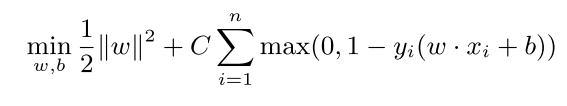 \min_{w,b} \frac{1}{2} \|w\|^2 + C \sum_{i=1}^{n} \max(0, 1 - y_i(w \cdot x_i + b))